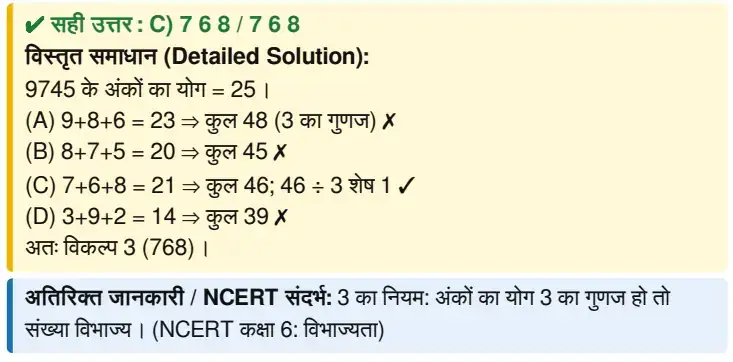 ✔ सही उत्तर : C) 7 6 8 / 7 6 8
विस्तृत समाधान (Detailed Solution):
9745 के अंकों का योग = 25 ।
(A) 9+8+6 = 23 ⇒ कुल 48 (3 का गुणज) ✗
(B) 8+7+5 = 20 ⇒ कुल 45 ✗
(C) 7+6+8 = 21 ⇒ कुल 46; 46 ÷ 3 शेष 1 ✓
(D) 3+9+2 = 14 ⇒ कुल 39 ✗
अतः विकल्प 3 (768) ।
अतिरिक्त जानकारी / NCERT संदर्भ: 3 का नियम: अंकों का योग 3 का गुणज हो तो
संख्या विभाज्य । (NCERT कक्षा 6: विभाज्यता)